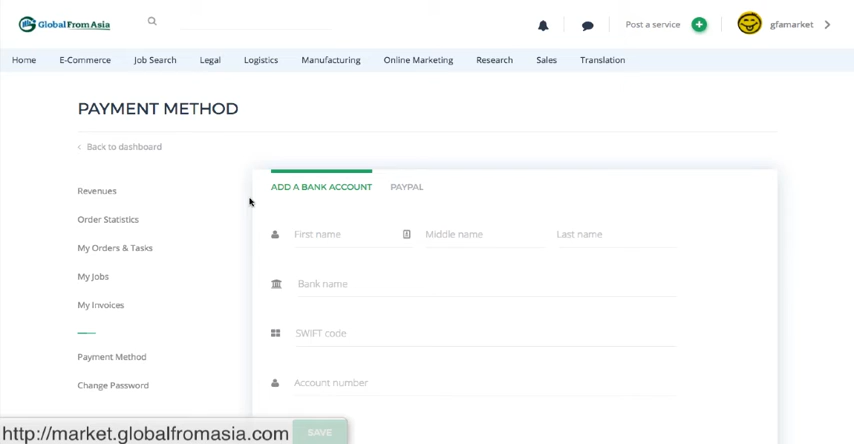 Global From Asia
Post a service
gfamarket
Home E-Commerce Job Search Legal Logistics Manufacturing Online Marketing Research Sales Translation
PAYMENT METHOD
Back to dashboard
Revenues
Order Statistics
My Orders & Tasks
My Jobs
My Invoices
Payment Method
Change Password
ADD A BANK ACCOUNT PAYPAL
First name Middle name Last name
Bank name
SWIFT code
Account number
SAVE
http://market.globalfromasia.com